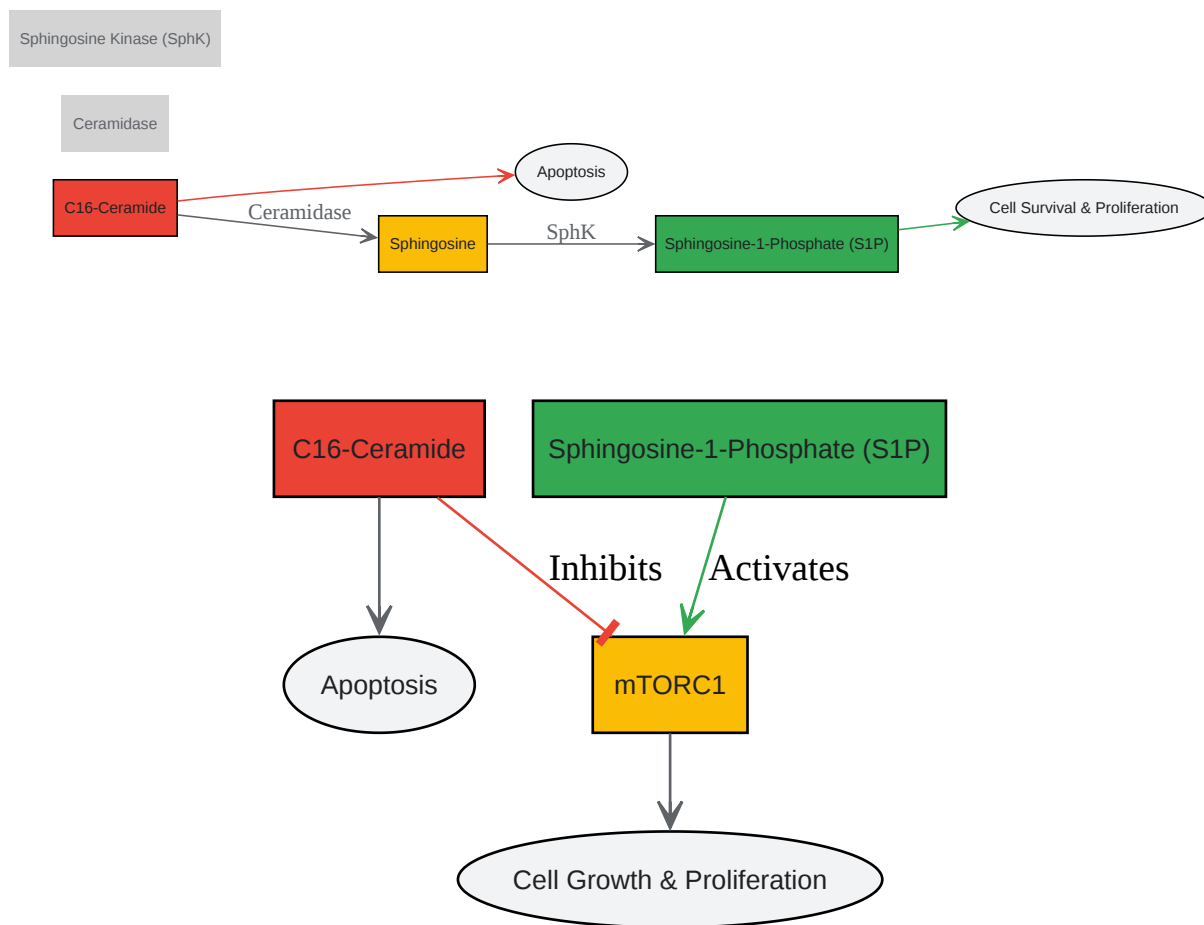 Sphingosine Kinase (SphK)
Ceramidase
Apoptosis
C16-Ceramide
Ceramidase
Cell Survival & Proliferation
Sphingosine
SphK
Sphingosine-1-Phosphate (S1P)
C16-Ceramide
Sphingosine-1-Phosphate (S1P)
Inhibits
Activates
Apoptosis
mTORC1
Cell Growth & Proliferation